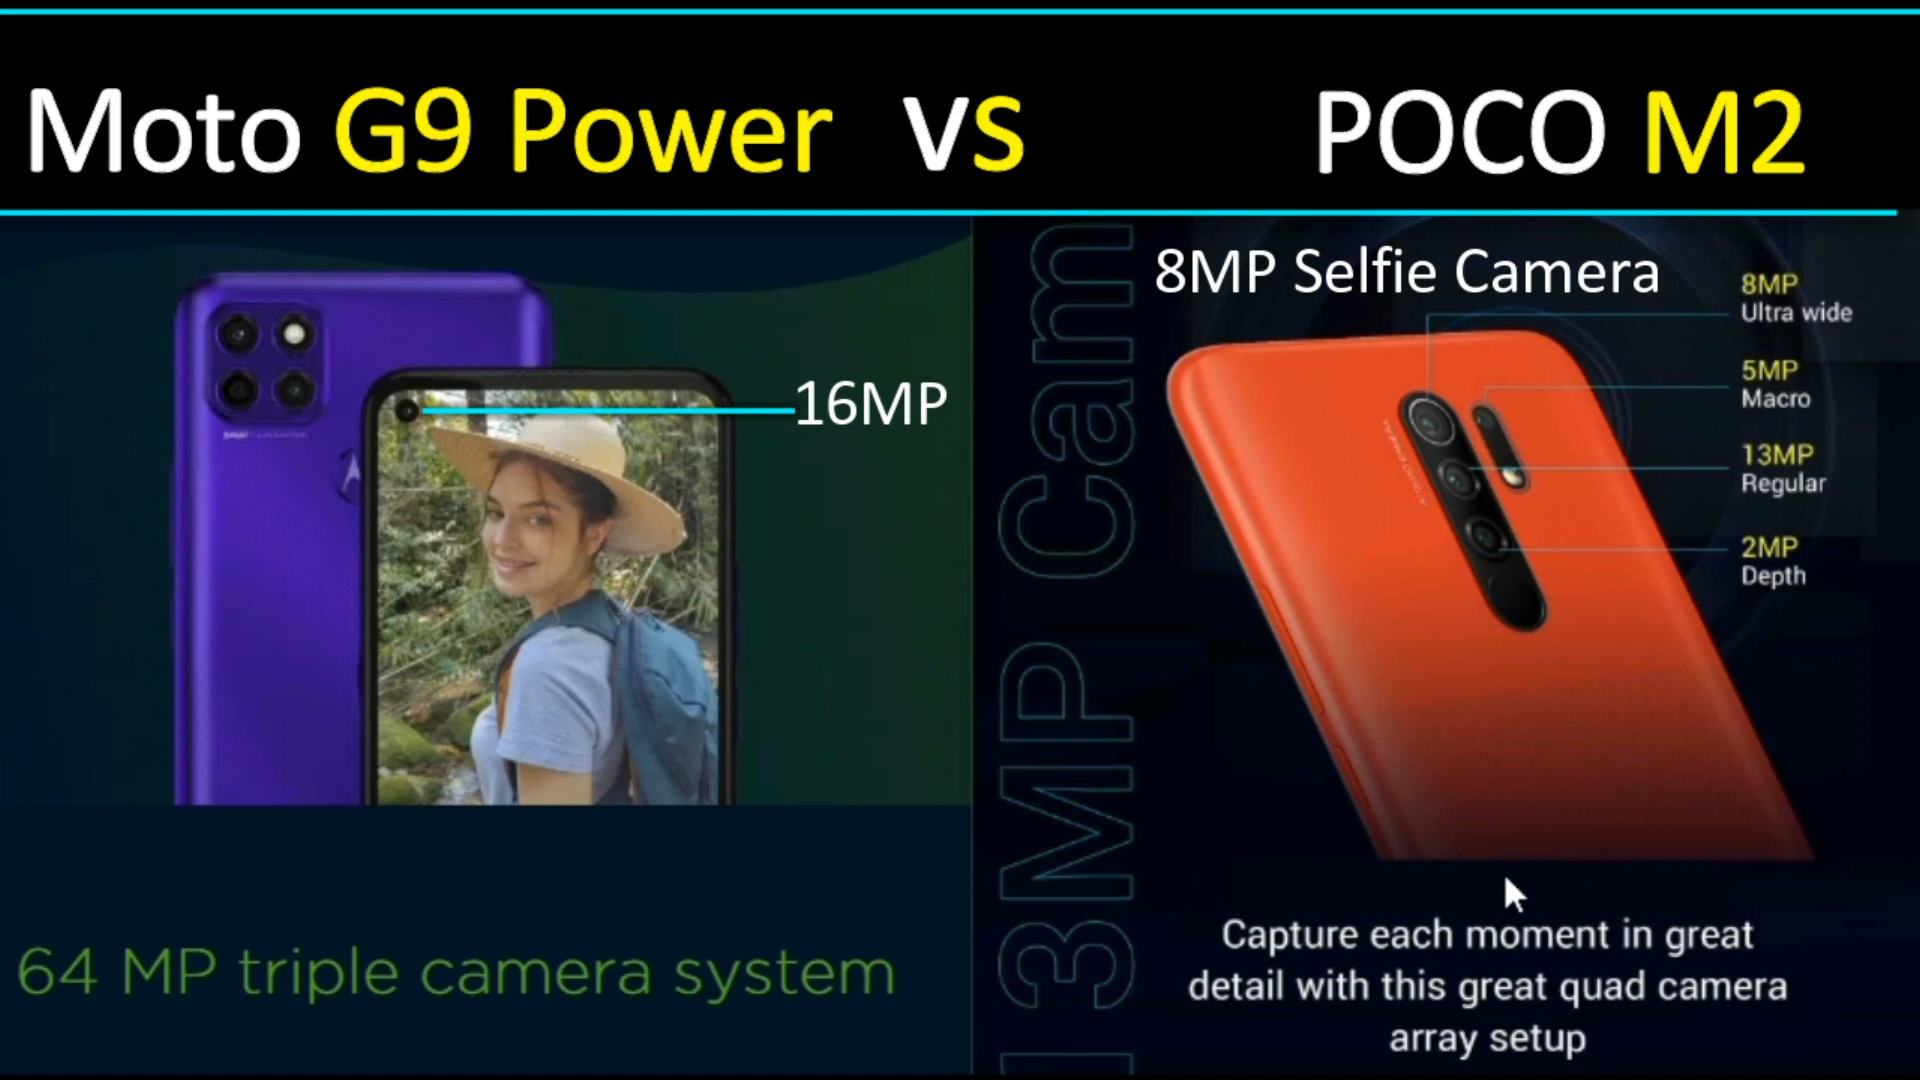 Moto G9 Power vs POCO M2
8MP Selfie Camera
16MP
8MP
Ultra wide
5MP
Macro
13MP
Regular
2MP
Depth
13MP Cam
64 MP triple camera system
Capture each moment in great
detail with this great quad camera
array setup